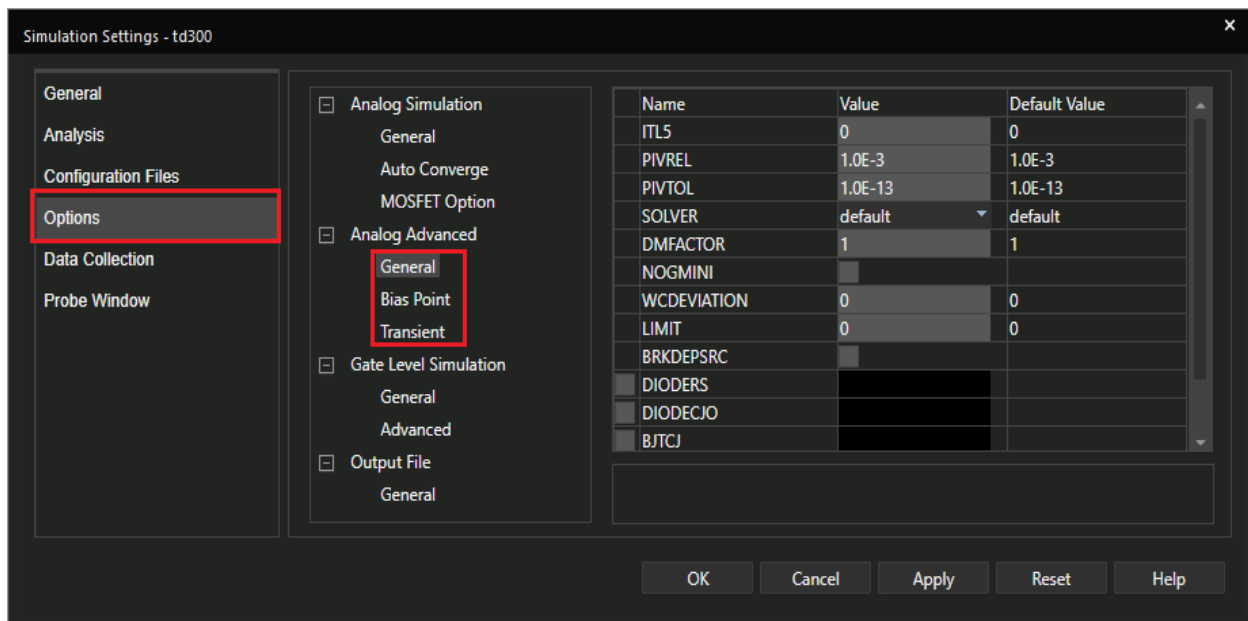 Simulation Settings - td300
×
General
Analysis
Configuration Files
Options
Data Collection
Probe Window
Analog Simulation
General
Auto Converge
MOSFET Option
Analog Advanced
General
Bias Point
Transient
Gate Level Simulation
General
Advanced
Output File
General
Name Value Default Value
ITL5 0 0
PIVREL 1.0E-3 1.0E-3
PIVTOL 1.0E-13 1.0E-13
SOLVER default default
DMFACTOR 1 1
NOGMINI
WCDEVIATION 0 0
LIMIT 0 0
BRKDEPSRC
DIODERS
DIODECJO
BJTCJ
OK Cancel Apply Reset Help